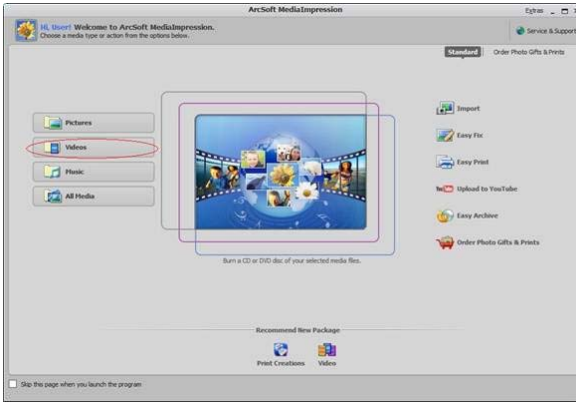 ArcSoft MediaImpression
Extras
Hi, User! Welcome to ArcSoft MediaImpression.
Choose a media type or action from the options below.
Service & Support
Standard
Order Photo Gifts & Prints
Pictures
Videos
Music
All Media
Import
Easy Fix
Easy Print
YouTube Upload to YouTube
Easy Archive
Order Photo Gifts & Prints
Burn a CD or DVD disc of your selected media files.
Recommend New Package
Print Creations
Video
Skip this page when you launch the program